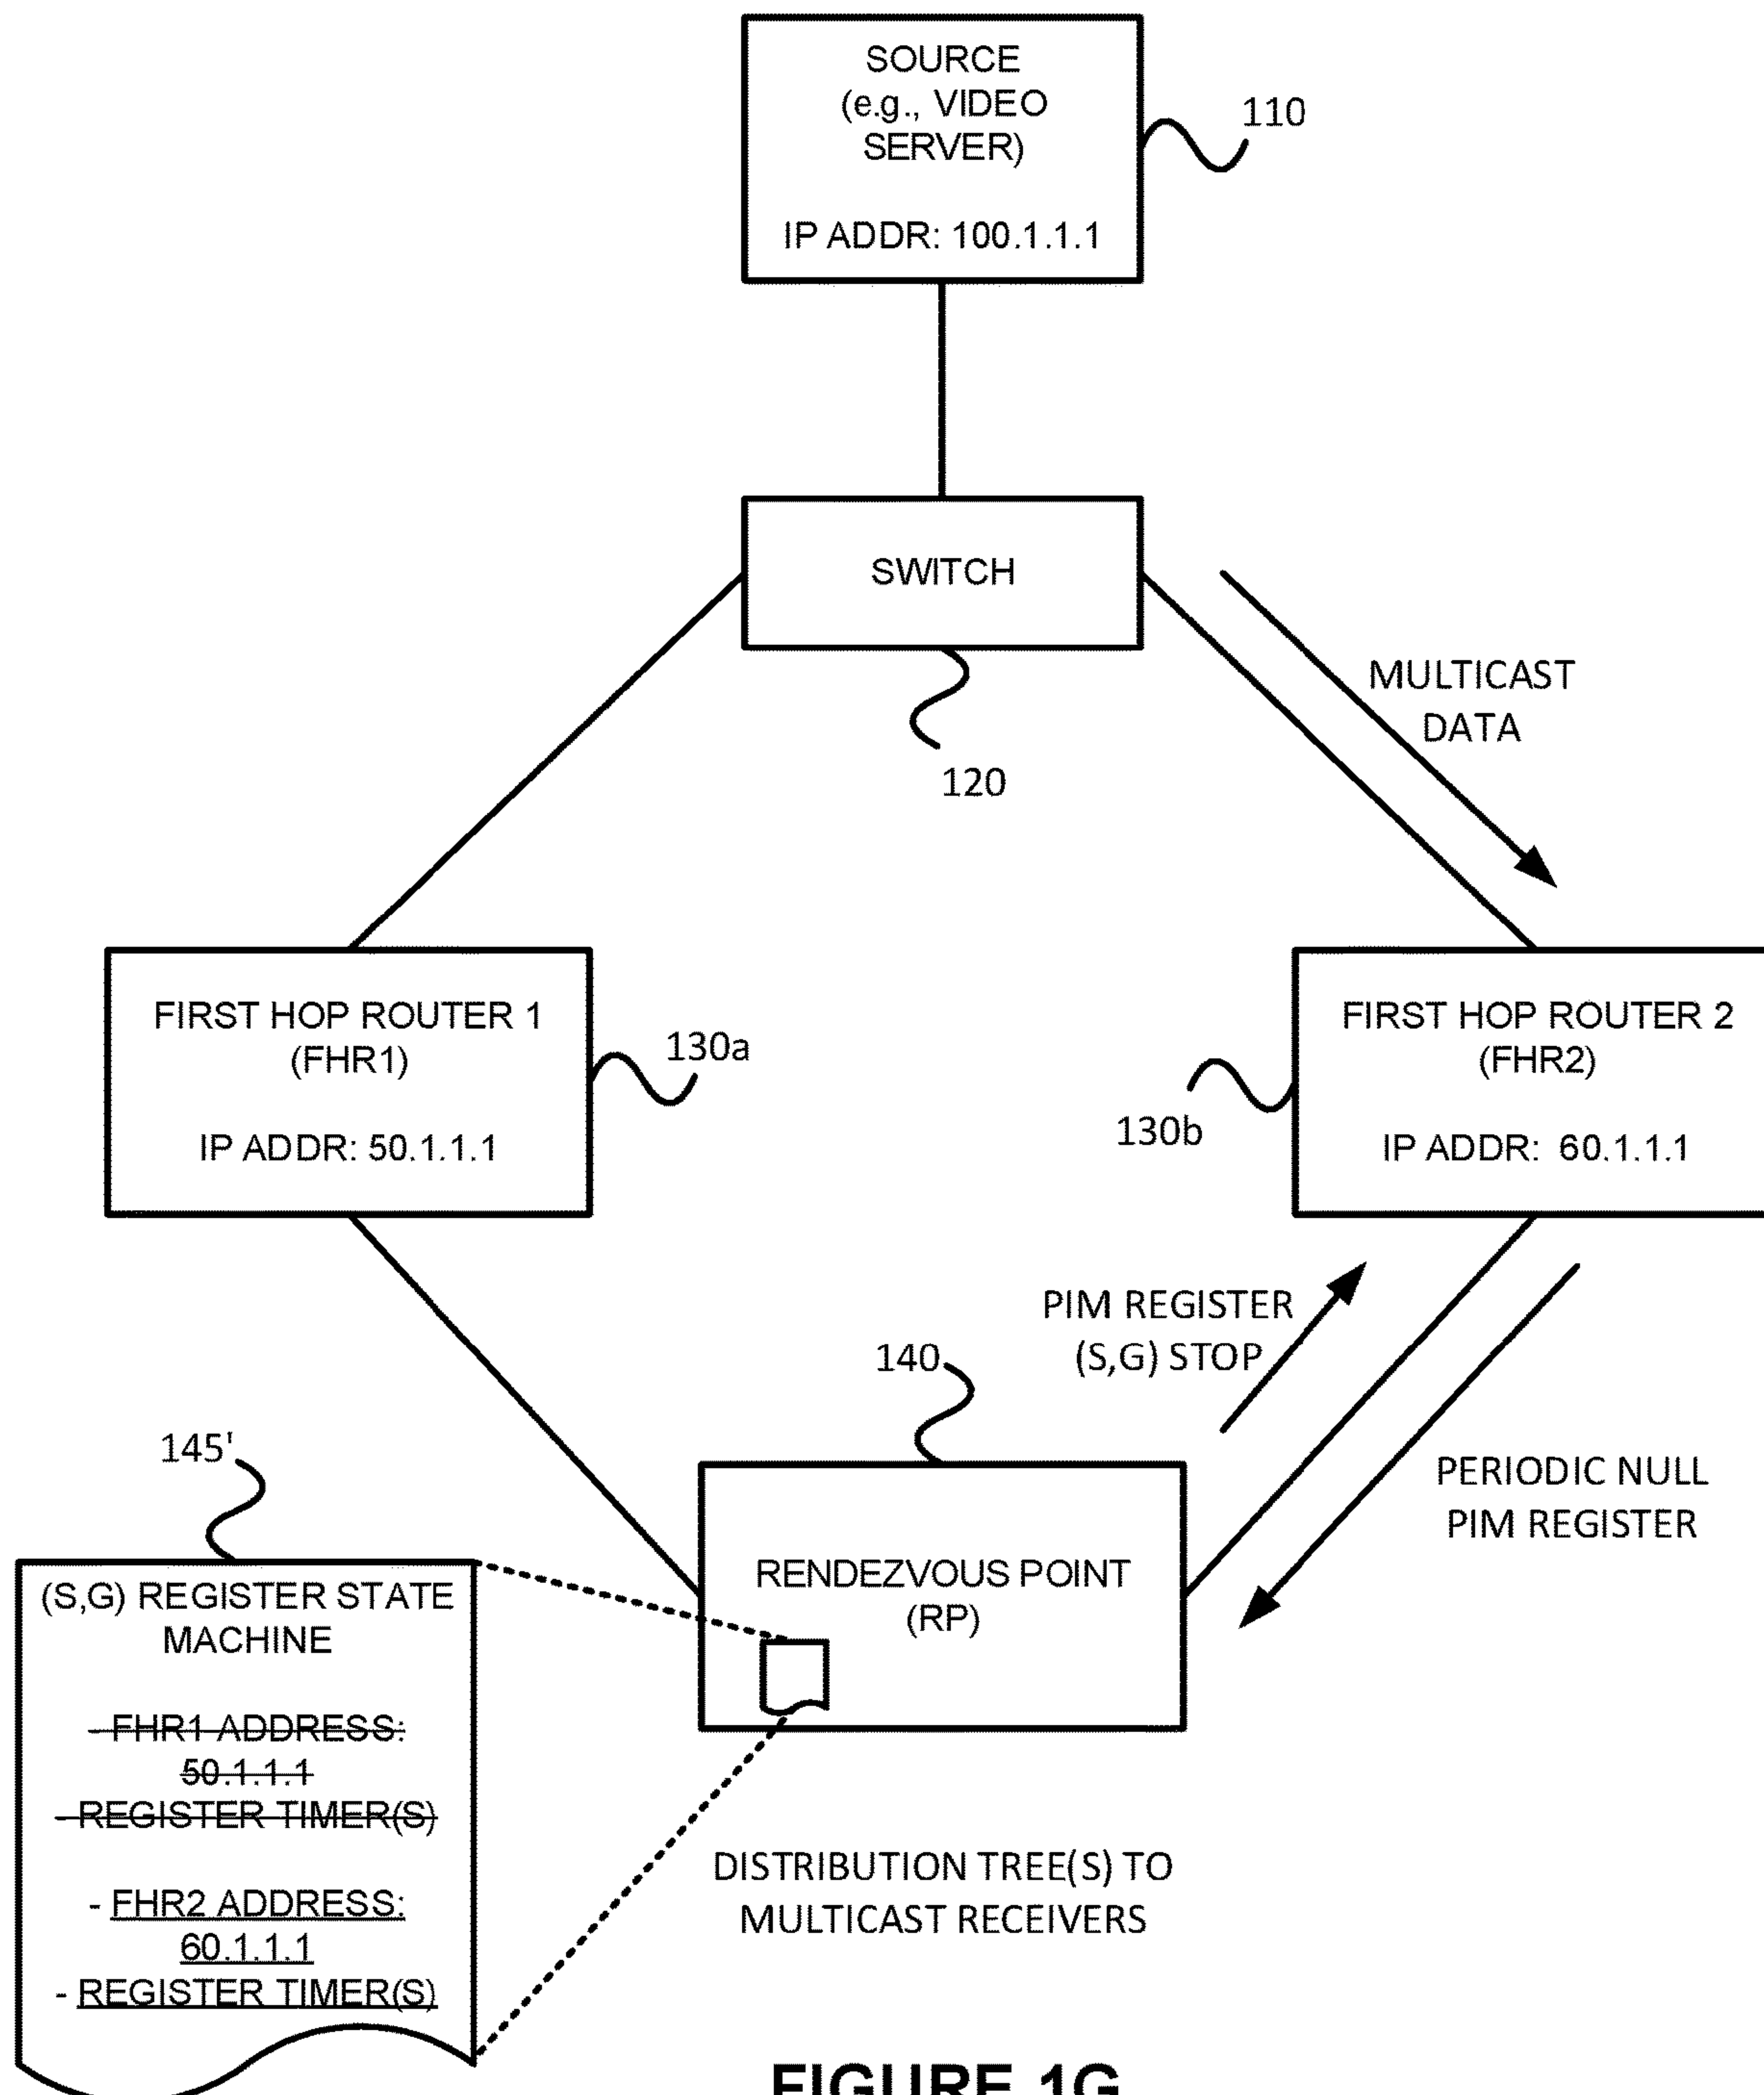 SOURCE
(e.g., VIDEO
SERVER)
IP ADDR: 100.1.1.1
110
SWITCH
120
MULTICAST
DATA
FIRST HOP ROUTER 1
(FHR1)
IP ADDR: 50.1.1.1
130a
FIRST HOP ROUTER 2
(FHR2)
IP ADDR: 60.1.1.1
130b
PIM REGISTER
(S,G) STOP
140
PERIODIC NULL
PIM REGISTER
RENDEZVOUS POINT
(RP)
145'
(S,G) REGISTER STATE
MACHINE
- FHR1 ADDRESS:
50.1.1.1
- REGISTER TIMER(S)
- FHR2 ADDRESS:
60.1.1.1
- REGISTER TIMER(S)
DISTRIBUTION TREE(S) TO
MULTICAST RECEIVERS
FIGURE 1G